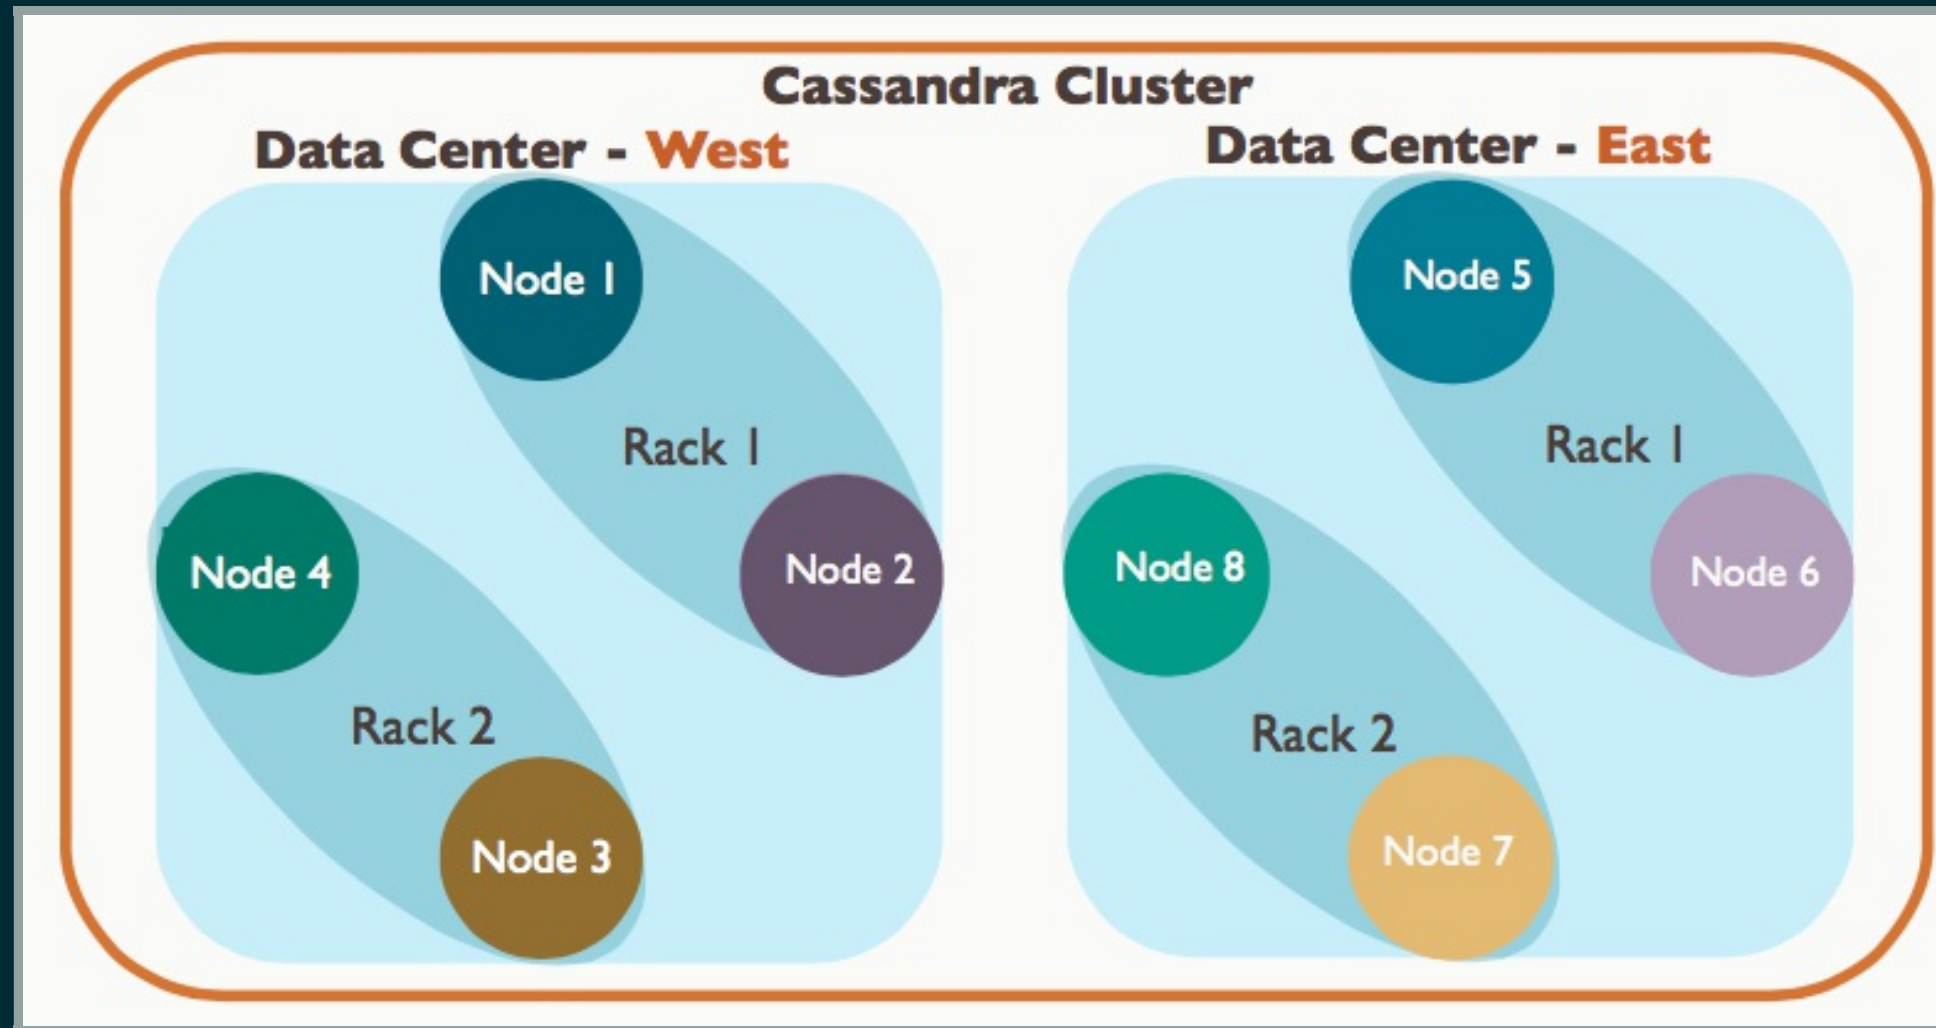 Cassandra Cluster
Data Center - West
Node 1
Rack 1
Node 2
Node 4
Rack 2
Node 3
Data Center - East
Node 5
Rack 1
Node 6
Node 8
Rack 2
Node 7